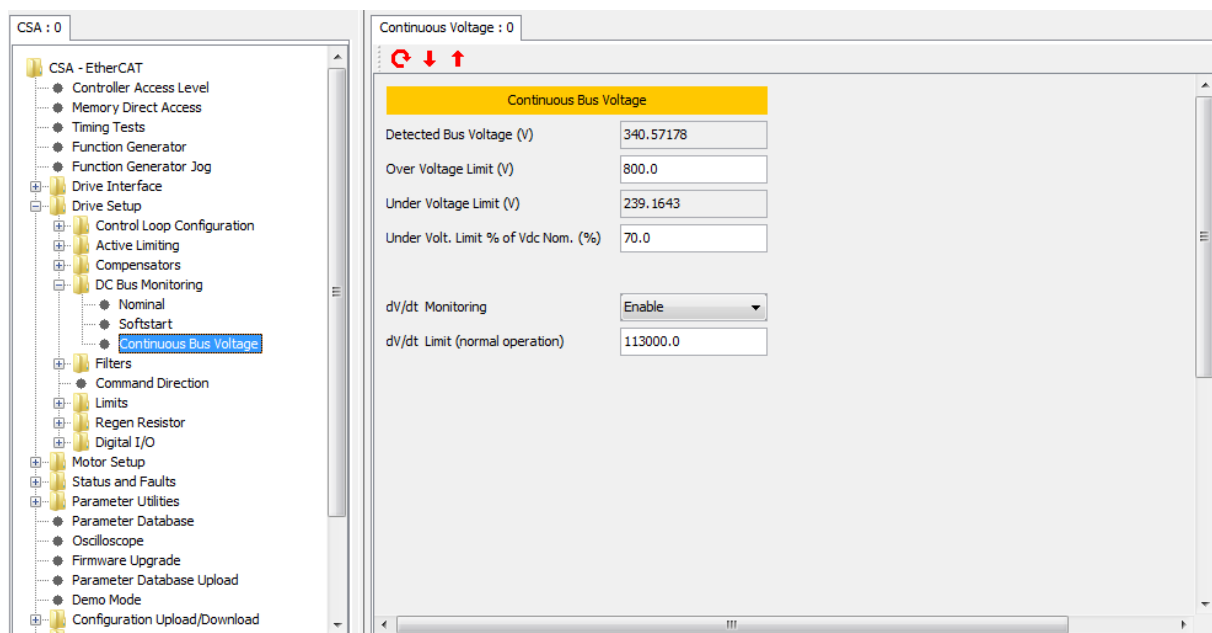 CSA : 0
CSA - EtherCAT
Controller Access Level
Memory Direct Access
Timing Tests
Function Generator
Function Generator Jog
Drive Interface
Drive Setup
Control Loop Configuration
Active Limiting
Compensators
DC Bus Monitoring
Nominal
Softstart
Continuous Bus Voltage
Filters
Command Direction
Limits
Regen Resistor
Digital I/O
Motor Setup
Status and Faults
Parameter Utilities
Parameter Database
Oscilloscope
Firmware Upgrade
Parameter Database Upload
Demo Mode
Configuration Upload/Download
Continuous Voltage : 0
Continuous Bus Voltage
Detected Bus Voltage (V) 340.57178
Over Voltage Limit (V) 800.0
Under Voltage Limit (V) 239.1643
Under Volt. Limit % of Vdc Nom. (%) 70.0
dV/dt Monitoring Enable
dV/dt Limit (normal operation) 113000.0